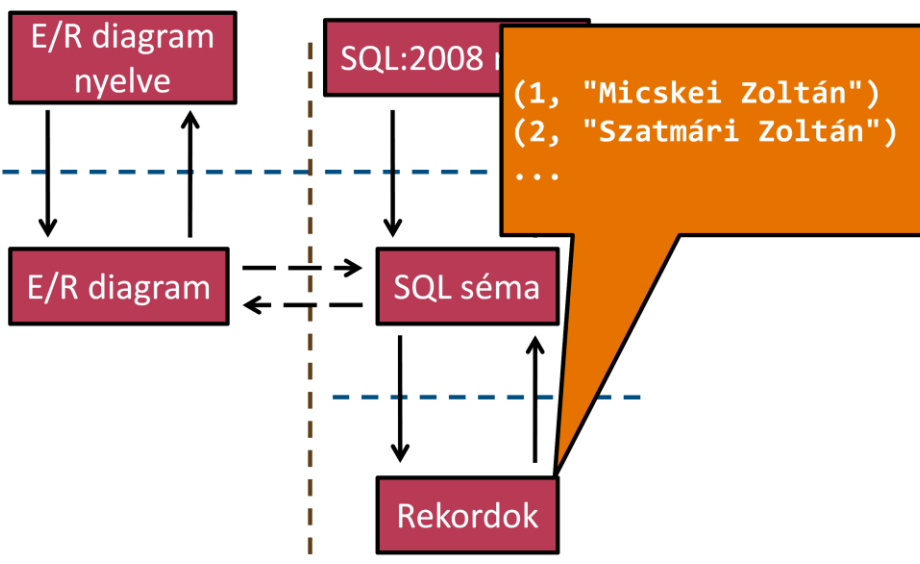 E/R diagram
nyelve
SQL:2008
(1, "Micskei Zoltán")
(2, "Szatmári Zoltán")
...
E/R diagram
SQL séma
Rekordok